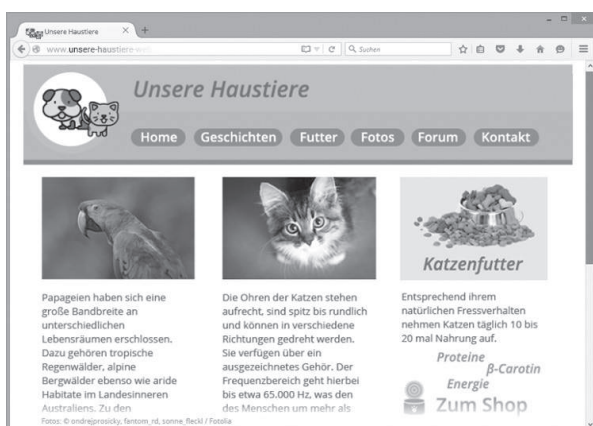 Unsere Haustiere
www.unsere-haustiere-
Suchen
Unsere Haustiere
Home Geschichten Futter Fotos Forum Kontakt
Papageien haben sich eine
große Bandbreite an
unterschiedlichen
Lebensräumen erschlossen.
Dazu gehören tropische
Regenwälder, alpine
Bergwälder ebenso wie aride
Habitate im Landesinneren
Australiens. Zu den
Die Ohren der Katzen stehen
aufrecht, sind spitz bis rundlich
und können in verschiedene
Richtungen gedreht werden.
Sie verfügen über ein
ausgezeichnetes Gehör. Der
Frequenzbereich geht hierbei
bis etwa 65.000 Hz, was den
des Menschen um mehr als
Katzenfutter
Entsprechend ihrem
natürlichen Fressverhalten
nehmen Katzen täglich 10 bis
20 mal Nahrung auf.
Proteine
β-Carotin
Energie
Zum Shop
Fotos: © ondrejprosicky, fantom_rd, sonne_fleckl / Fotolia